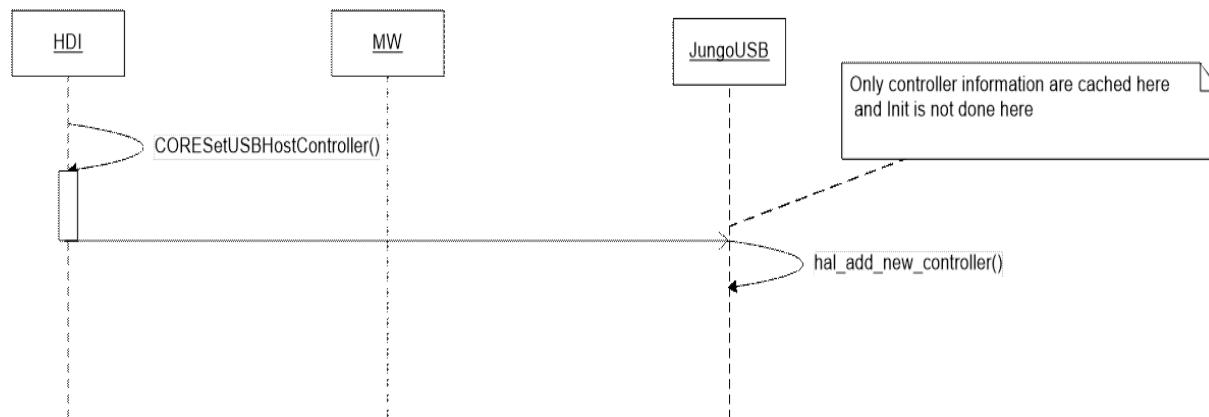 HDI
MW
JungoUSB
Only controller information are cached here
and Init is not done here
CORESetUSBHostController()
hal_add_new_controller()